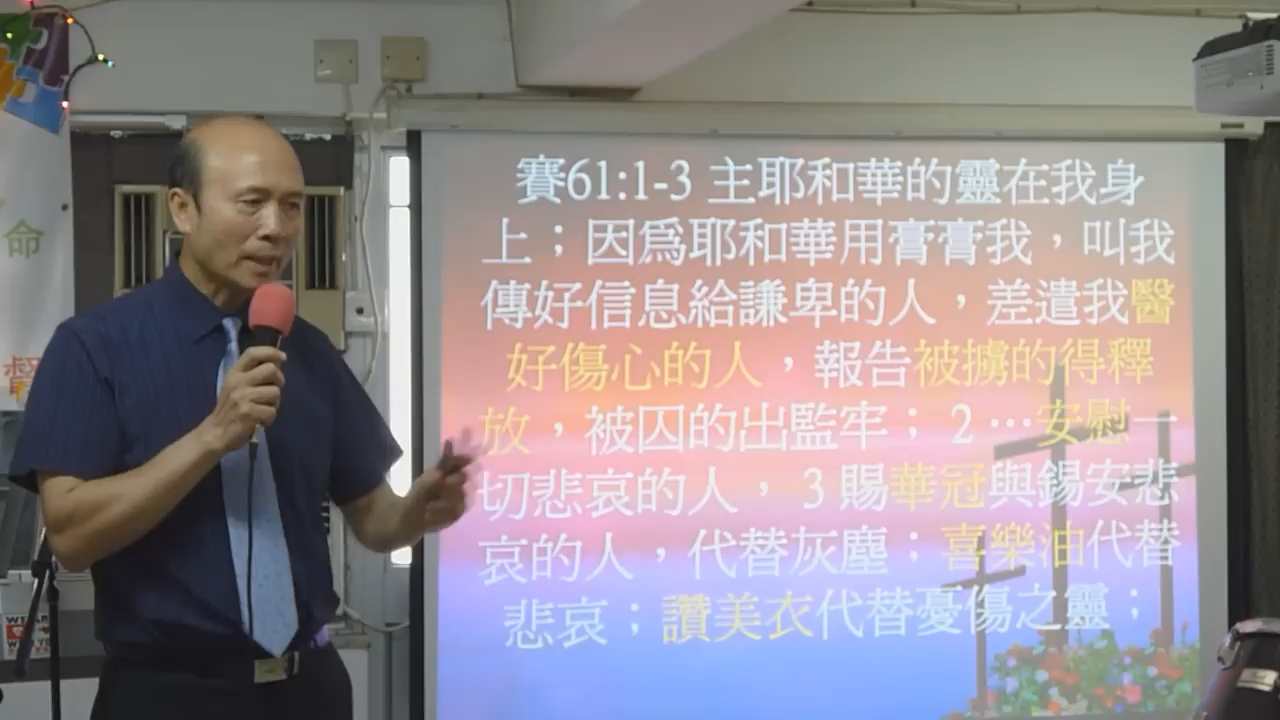 賽61:1-3 主耶和華的靈在我身
上；因爲耶和華用膏膏我，叫我
傳好信息給謙卑的人，差遣我醫
好傷心的人，報告被擄的得釋
放，被囚的出監牢； 2 …安慰一
切悲哀的人， 3 賜華冠與錫安悲
哀的人，代替灰塵；喜樂油代替
悲哀；讚美衣代替憂傷之靈；
命
督